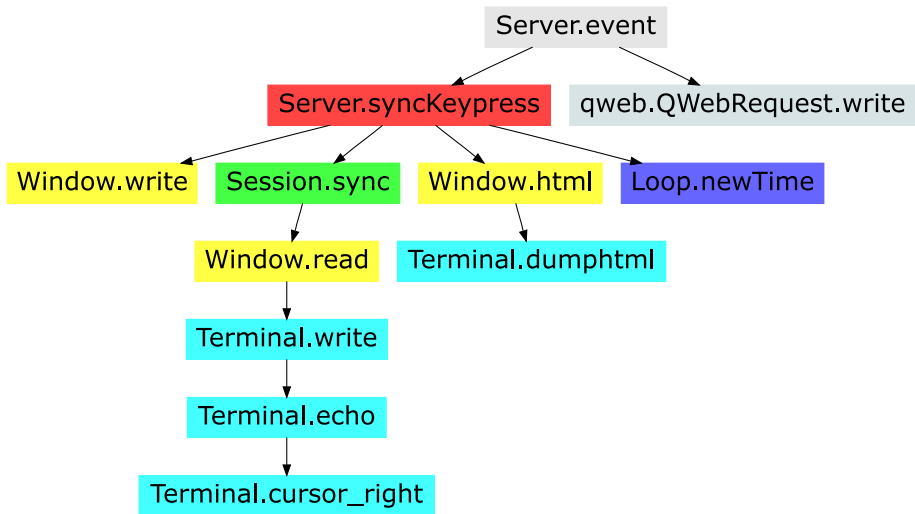 Server.event
Server.syncKeypress
qweb.QWebRequest.write
Window.write
Session.sync
Window.html
Loop.newTime
Window.read
Terminal.dumphtml
Terminal.write
Terminal.echo
Terminal.cursor_right